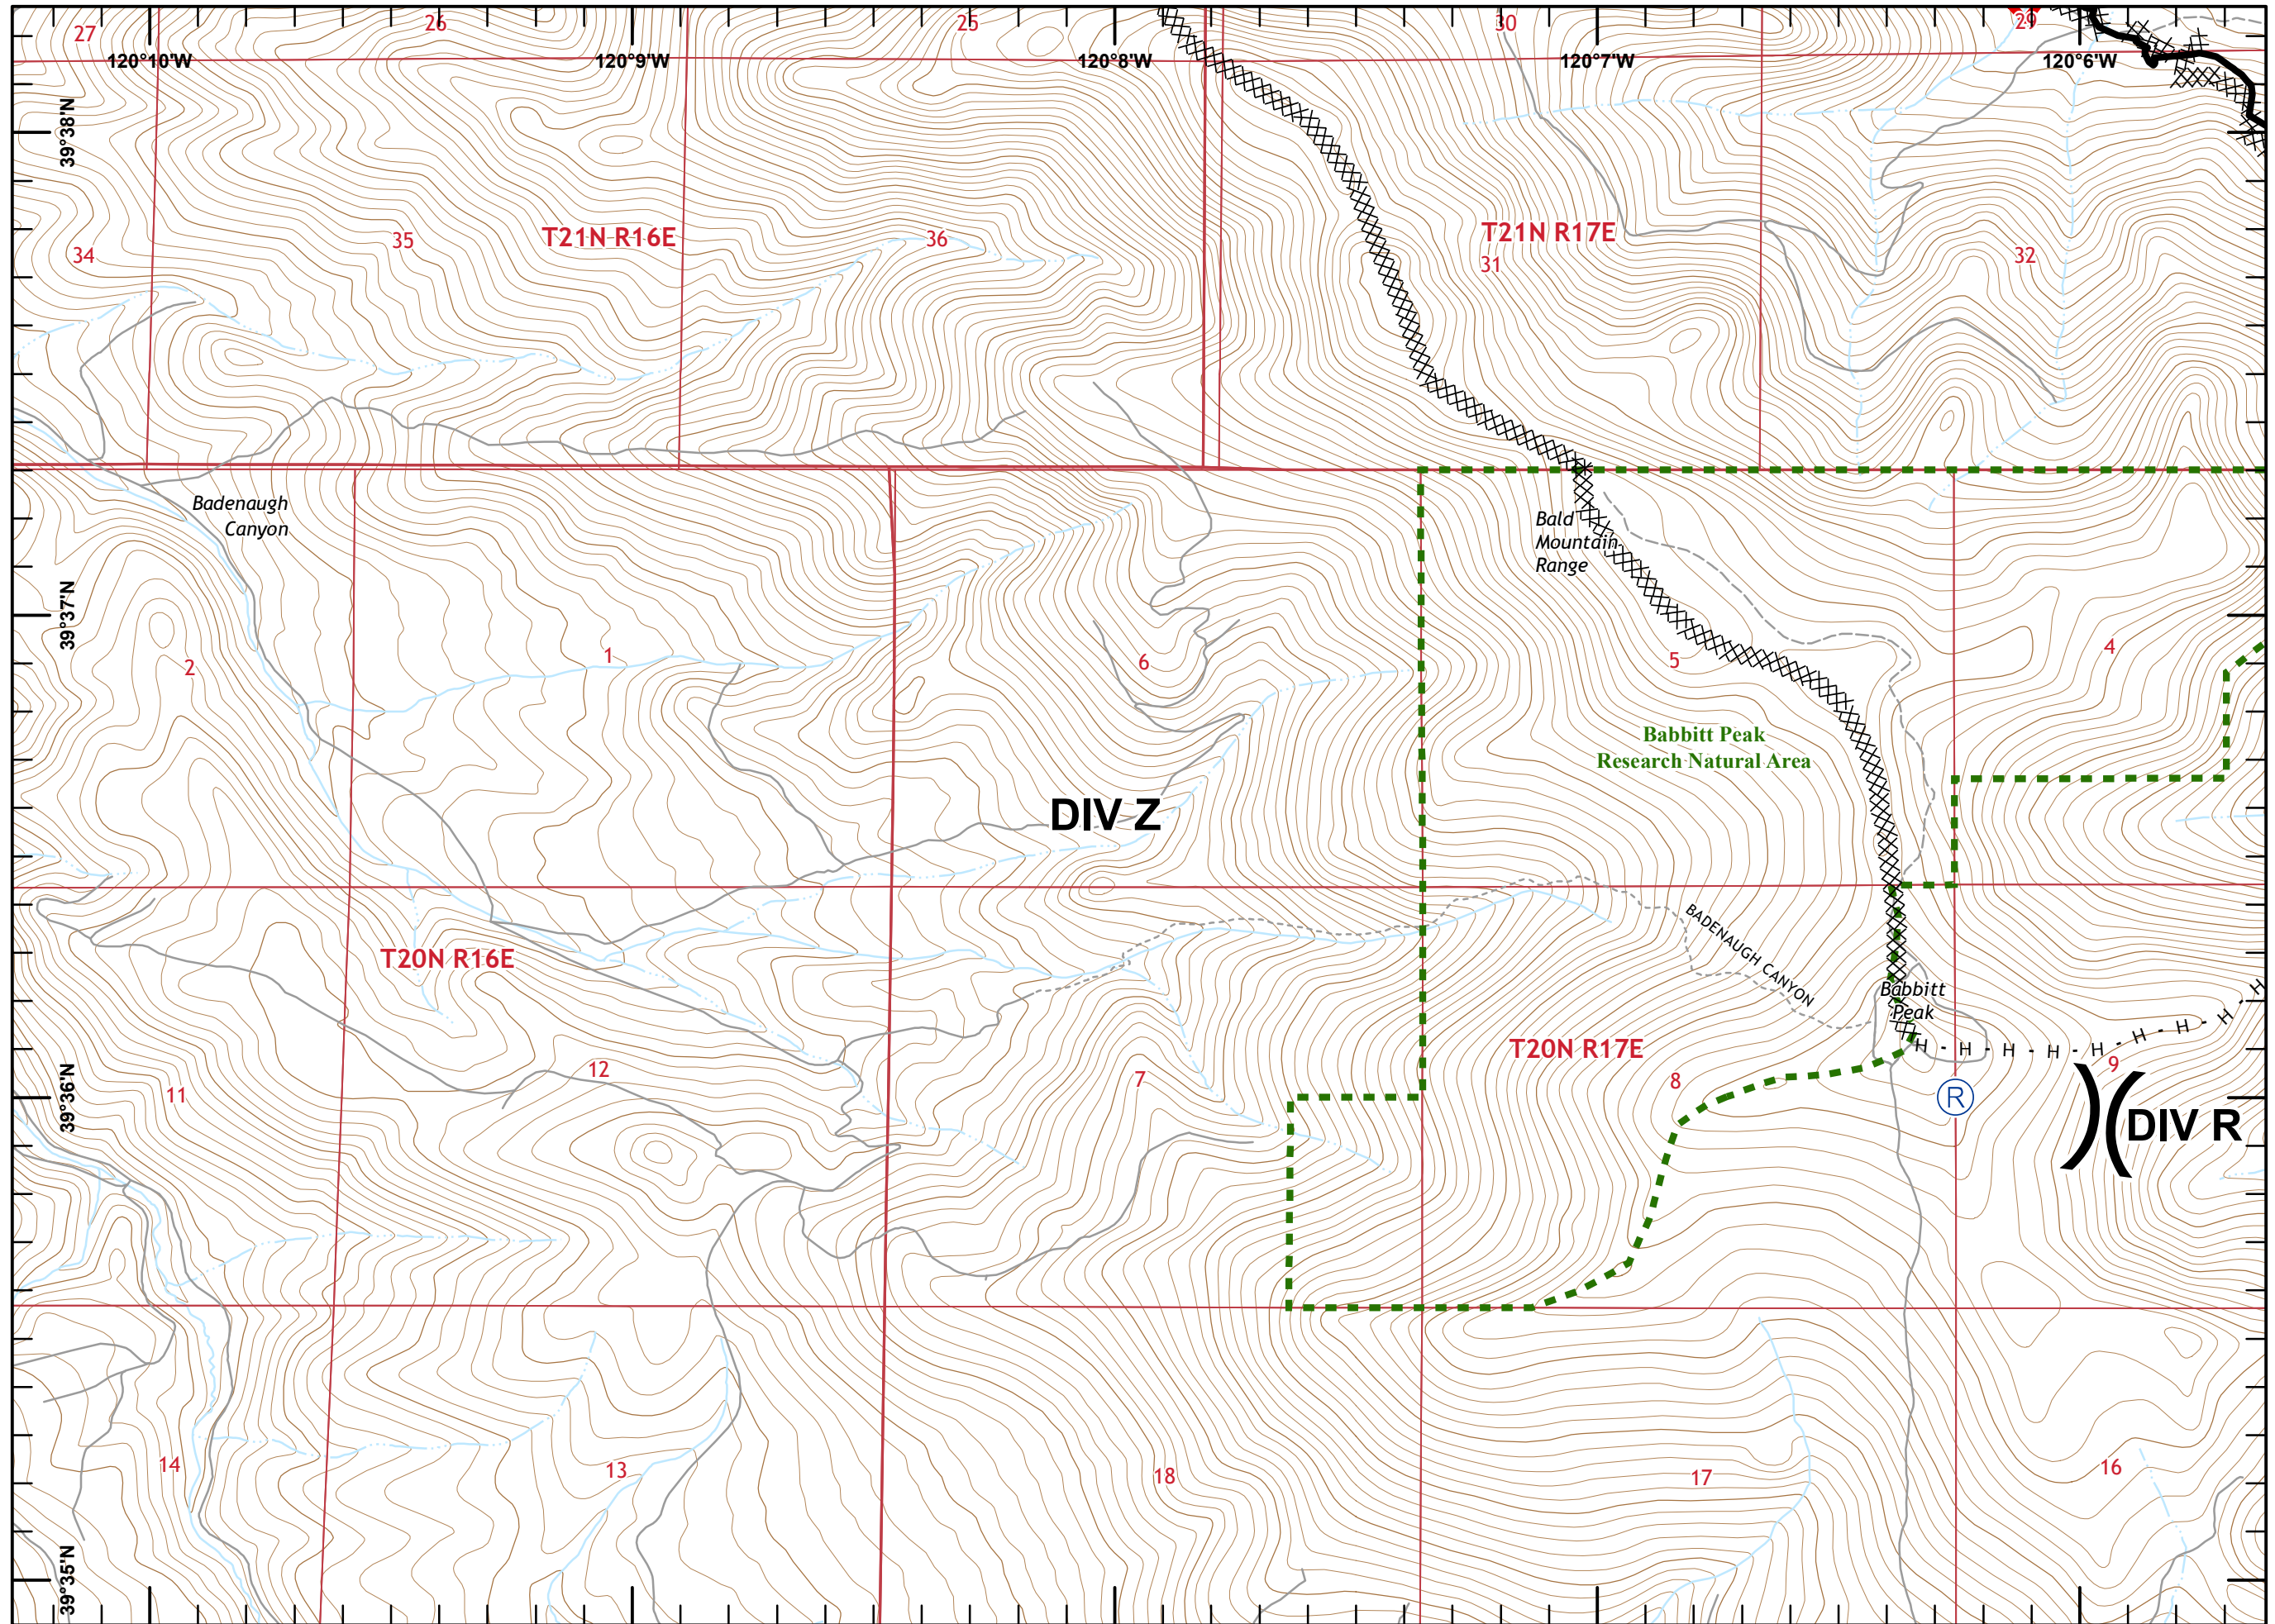 27
26
25
30
29
120°10'W
120°9'W
120°8'W
120°7'W
120°6'W
39°38'N
34
35
T21N R16E
36
T21N R17E
31
32
Badenaugh
Canyon
Bald
Mountain
Range
39°37'N
2
1
6
5
4
Babbitt Peak
Research Natural Area
DIV Z
BADENAUGH CANYON
T20N R16E
Babbitt
Peak
H - H - H - H - H - H - H - H H
T20N R17E
39°36'N
11
12
7
8
9
R
)( DIV R
14
13
18
17
16
39°35'N